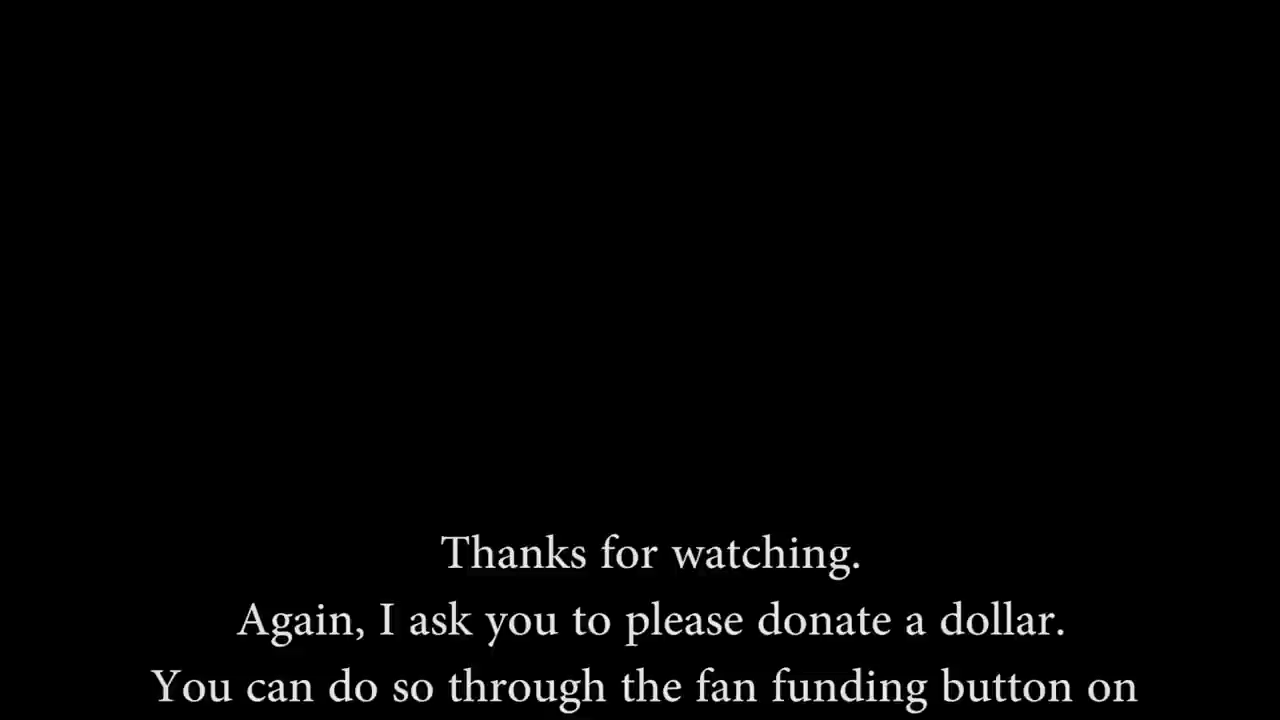 Thanks for watching.
Again, I ask you to please donate a dollar.
You can do so through the fan funding button on